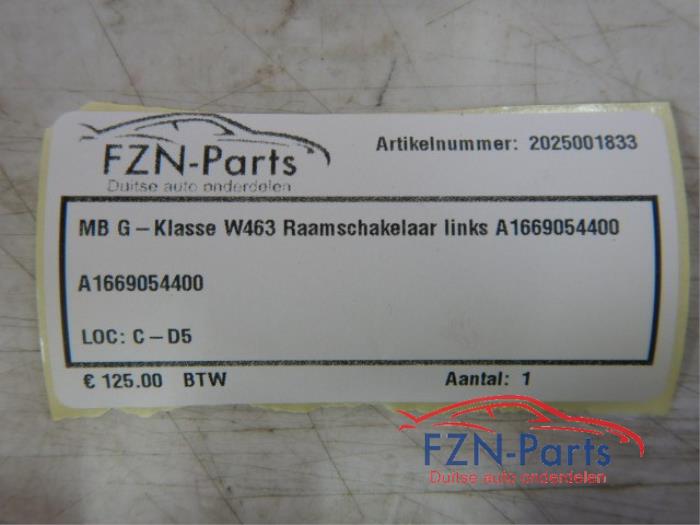 FZN-Parts
Duitse auto onderdelen
Artikelnummer: 2025001833
MB G-Klasse W463 Raamschakelaar links A1669054400
A1669054400
LOC: C-D5
€ 125.00 BTW
Aantal: 1
FZN-Parts
Duitse auto onderdelen